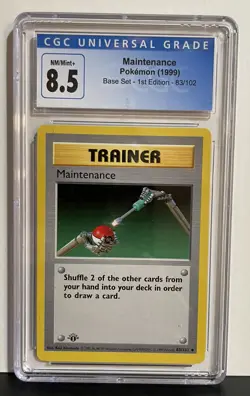 CGC UNIVERSAL GRADE
NM/Mint+
8.5
Maintenance
Pokémon (1999)
Base Set - 1st Edition - 83/102
TRAINER
Maintenance
Shuffle 2 of the other cards from
your hand into your deck in order
to draw a card.